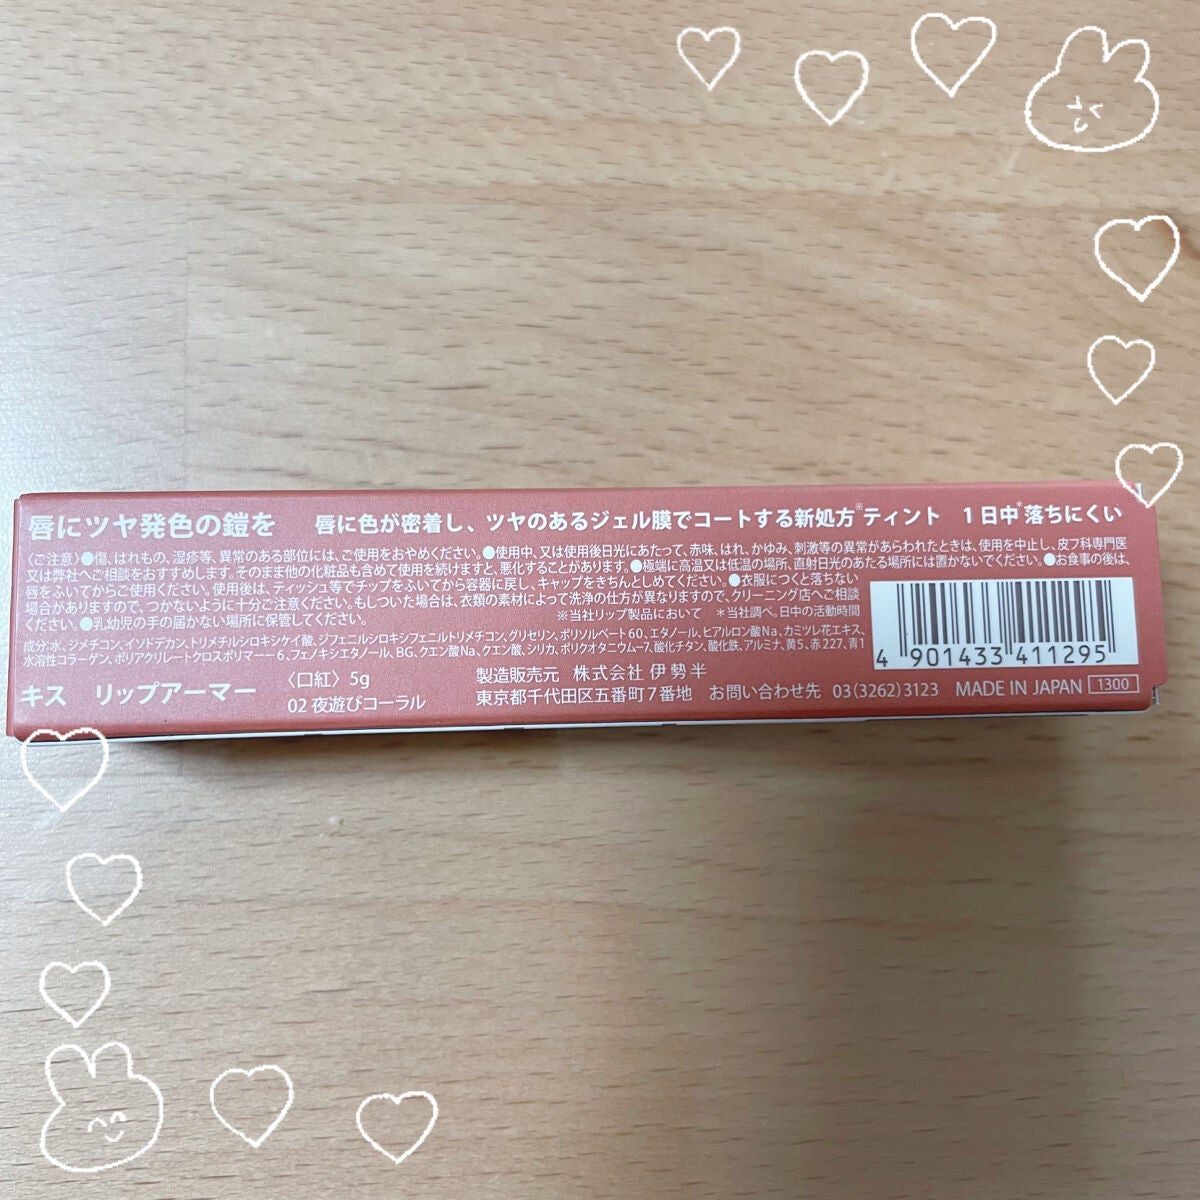 唇にツヤ発色の鎧を 唇に色が密着し、ツヤのあるジェル膜でコートする新処方※ティント 1日中*落ちにくい
〈ご注意〉●傷、はれもの、湿疹等、異常のある部位には、ご使用をおやめください。●使用中、又は使用後日光にあたって、赤味、はれ、かゆみ、刺激等の異常があらわれたときは、使用を中止し、皮フ科専門医
又は弊社へご相談をおすすめします。そのまま他の化粧品も含めて使用を続けますと、悪化することがあります。●極端に高温又は低温の場所、直射日光のあたる場所には置かないでください。●お食事の後は、
唇をふいてからご使用ください。使用後は、ティッシュ等でチップをふいてから容器に戻し、キャップをきちんとしめてください。●衣服につくと落ちない
場合がありますので、つかないように十分ご注意ください。もしついた場合は、衣類の素材によって洗浄の仕方が異なりますので、クリーニング店へご相談
ください。●乳幼児の手の届かない場所に保管してください。 ※当社リップ製品において *当社調べ。日中の活動時間
成分:水、ジメチコン、イソドデカン、トリメチルシロキシケイ酸、ジフェニルシロキシフェニルトリメチコン、グリセリン、ポリソルベート60、エタノール、ヒアルロン酸Na、カミツレ花エキス、
水溶性コラーゲン、ポリアクリレートクロスポリマー-6、フェノキシエタノール、BG、クエン酸Na、クエン酸、シリカ、ポリクオタニウム-7、酸化チタン、酸化鉄、アルミナ、黄5、赤227、青1
キス リップアーマー 〈口紅〉5g
02 夜遊びコーラル
製造販売元 株式会社 伊勢半
東京都千代田区五番町7番地 お問い合わせ先 03(3262)3123 MADE IN JAPAN 1300
4 901433 411295